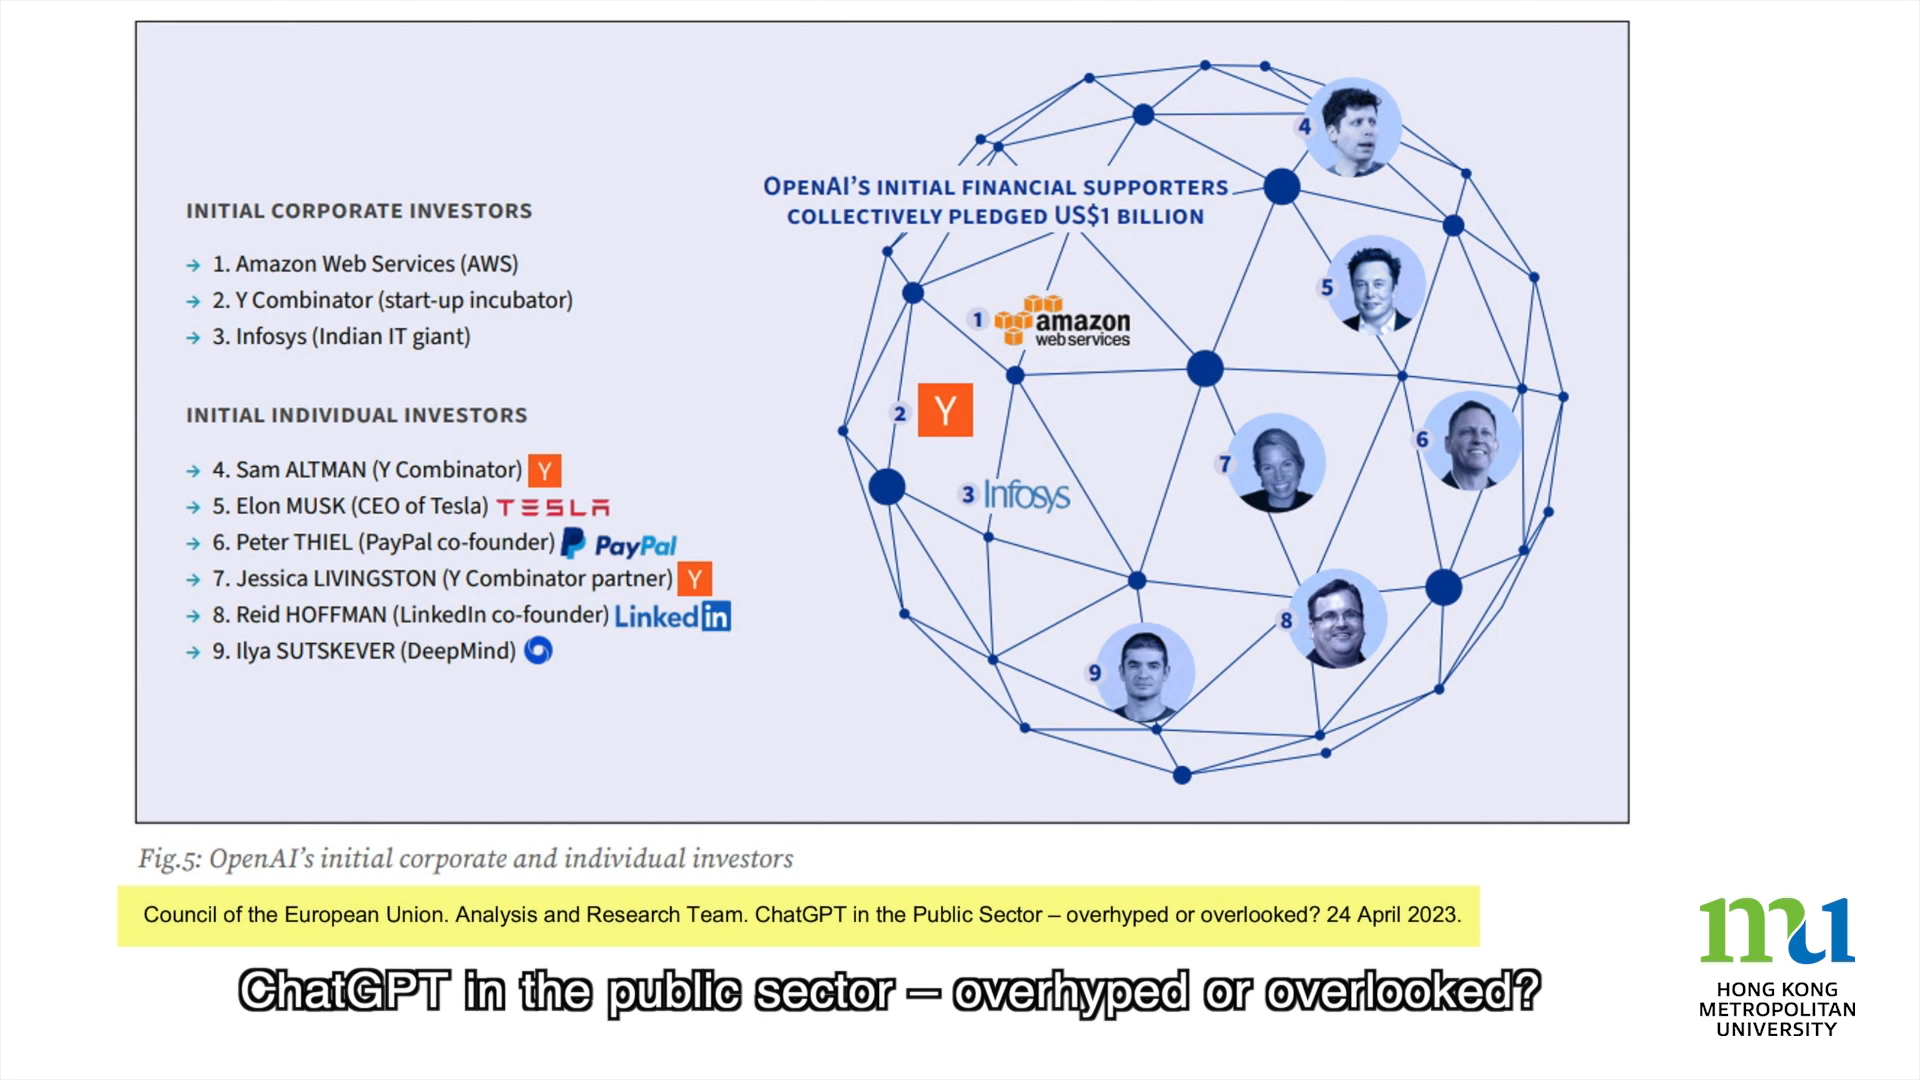 INITIAL CORPORATE INVESTORS
→ 1. Amazon Web Services (AWS)
→ 2. Y Combinator (start-up incubator)
→ 3. Infosys (Indian IT giant)
INITIAL INDIVIDUAL INVESTORS
→ 4. Sam ALTMAN (Y Combinator) Y
→ 5. Elon MUSK (CEO of Tesla) TESLA
→ 6. Peter THIEL (PayPal co-founder) PayPal
→ 7. Jessica LIVINGSTON (Y Combinator partner) Y
→ 8. Reid HOFFMAN (LinkedIn co-founder) Linkedin
→ 9. Ilya SUTSKEVER (DeepMind)
OPENAI'S INITIAL FINANCIAL SUPPORTERS
COLLECTIVELY PLEDGED US$1 BILLION
4
5
1 amazon
webservices
2 Y
6
7
3 Infosys
8
9
Fig.5: OpenAI's initial corporate and individual investors
Council of the European Union. Analysis and Research Team. ChatGPT in the Public Sector – overhyped or overlooked? 24 April 2023.
ChatGPT in the public sector – overhyped or overlooked?
mu
HONG KONG
METROPOLITAN
UNIVERSITY